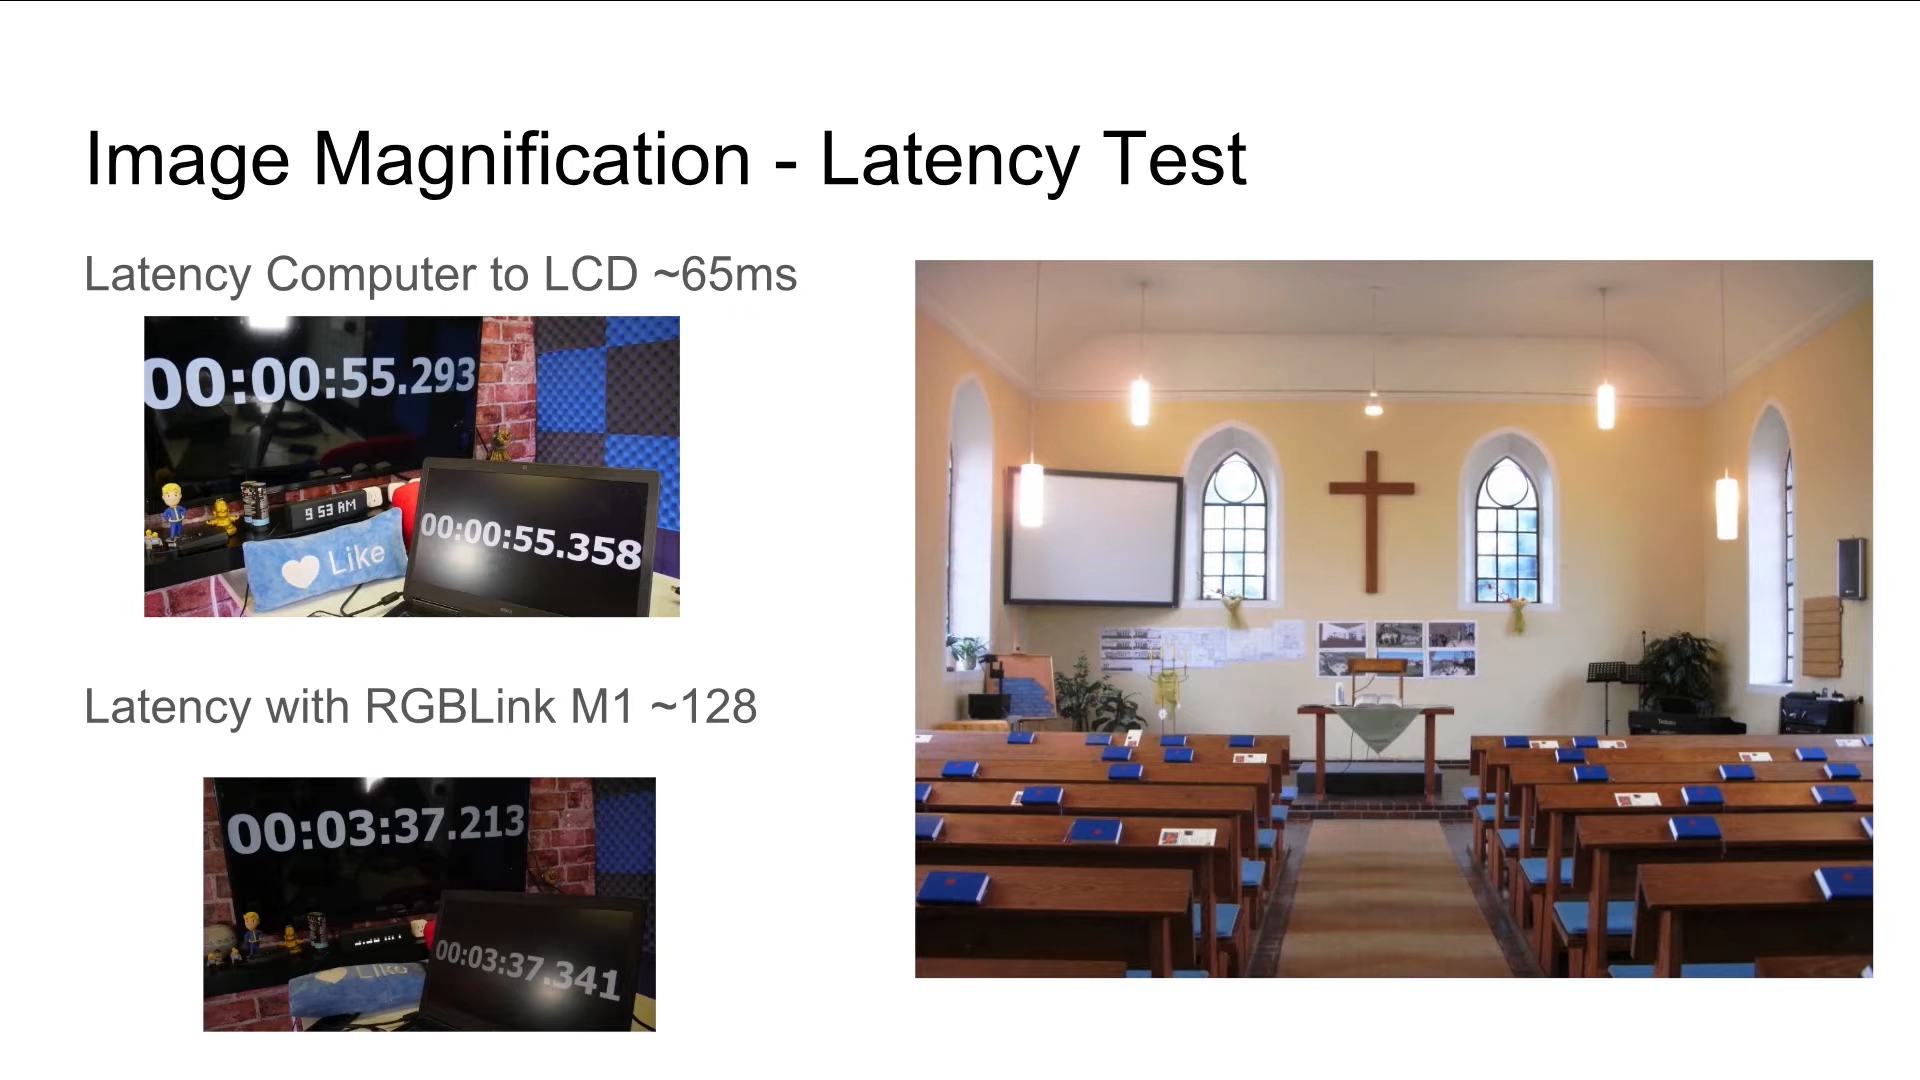 Image Magnification - Latency Test
Latency Computer to LCD ~65ms
00:00:55.293
9 53 AM
Like
00:00:55.358
Latency with RGBLink M1 ~128
00:03:37.213
Like
00:03:37.341